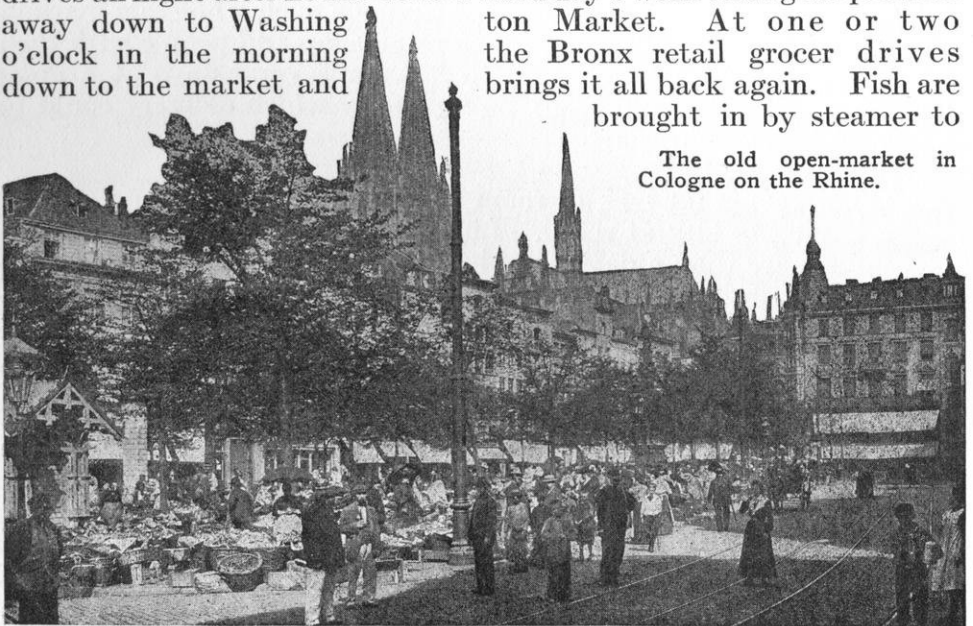 away down to Washing ton Market. At one or two
o'clock in the morning the Bronx retail grocer drives
down to the market and brings it all back again. Fish are
brought in by steamer to
The old open-market in
Cologne on the Rhine.